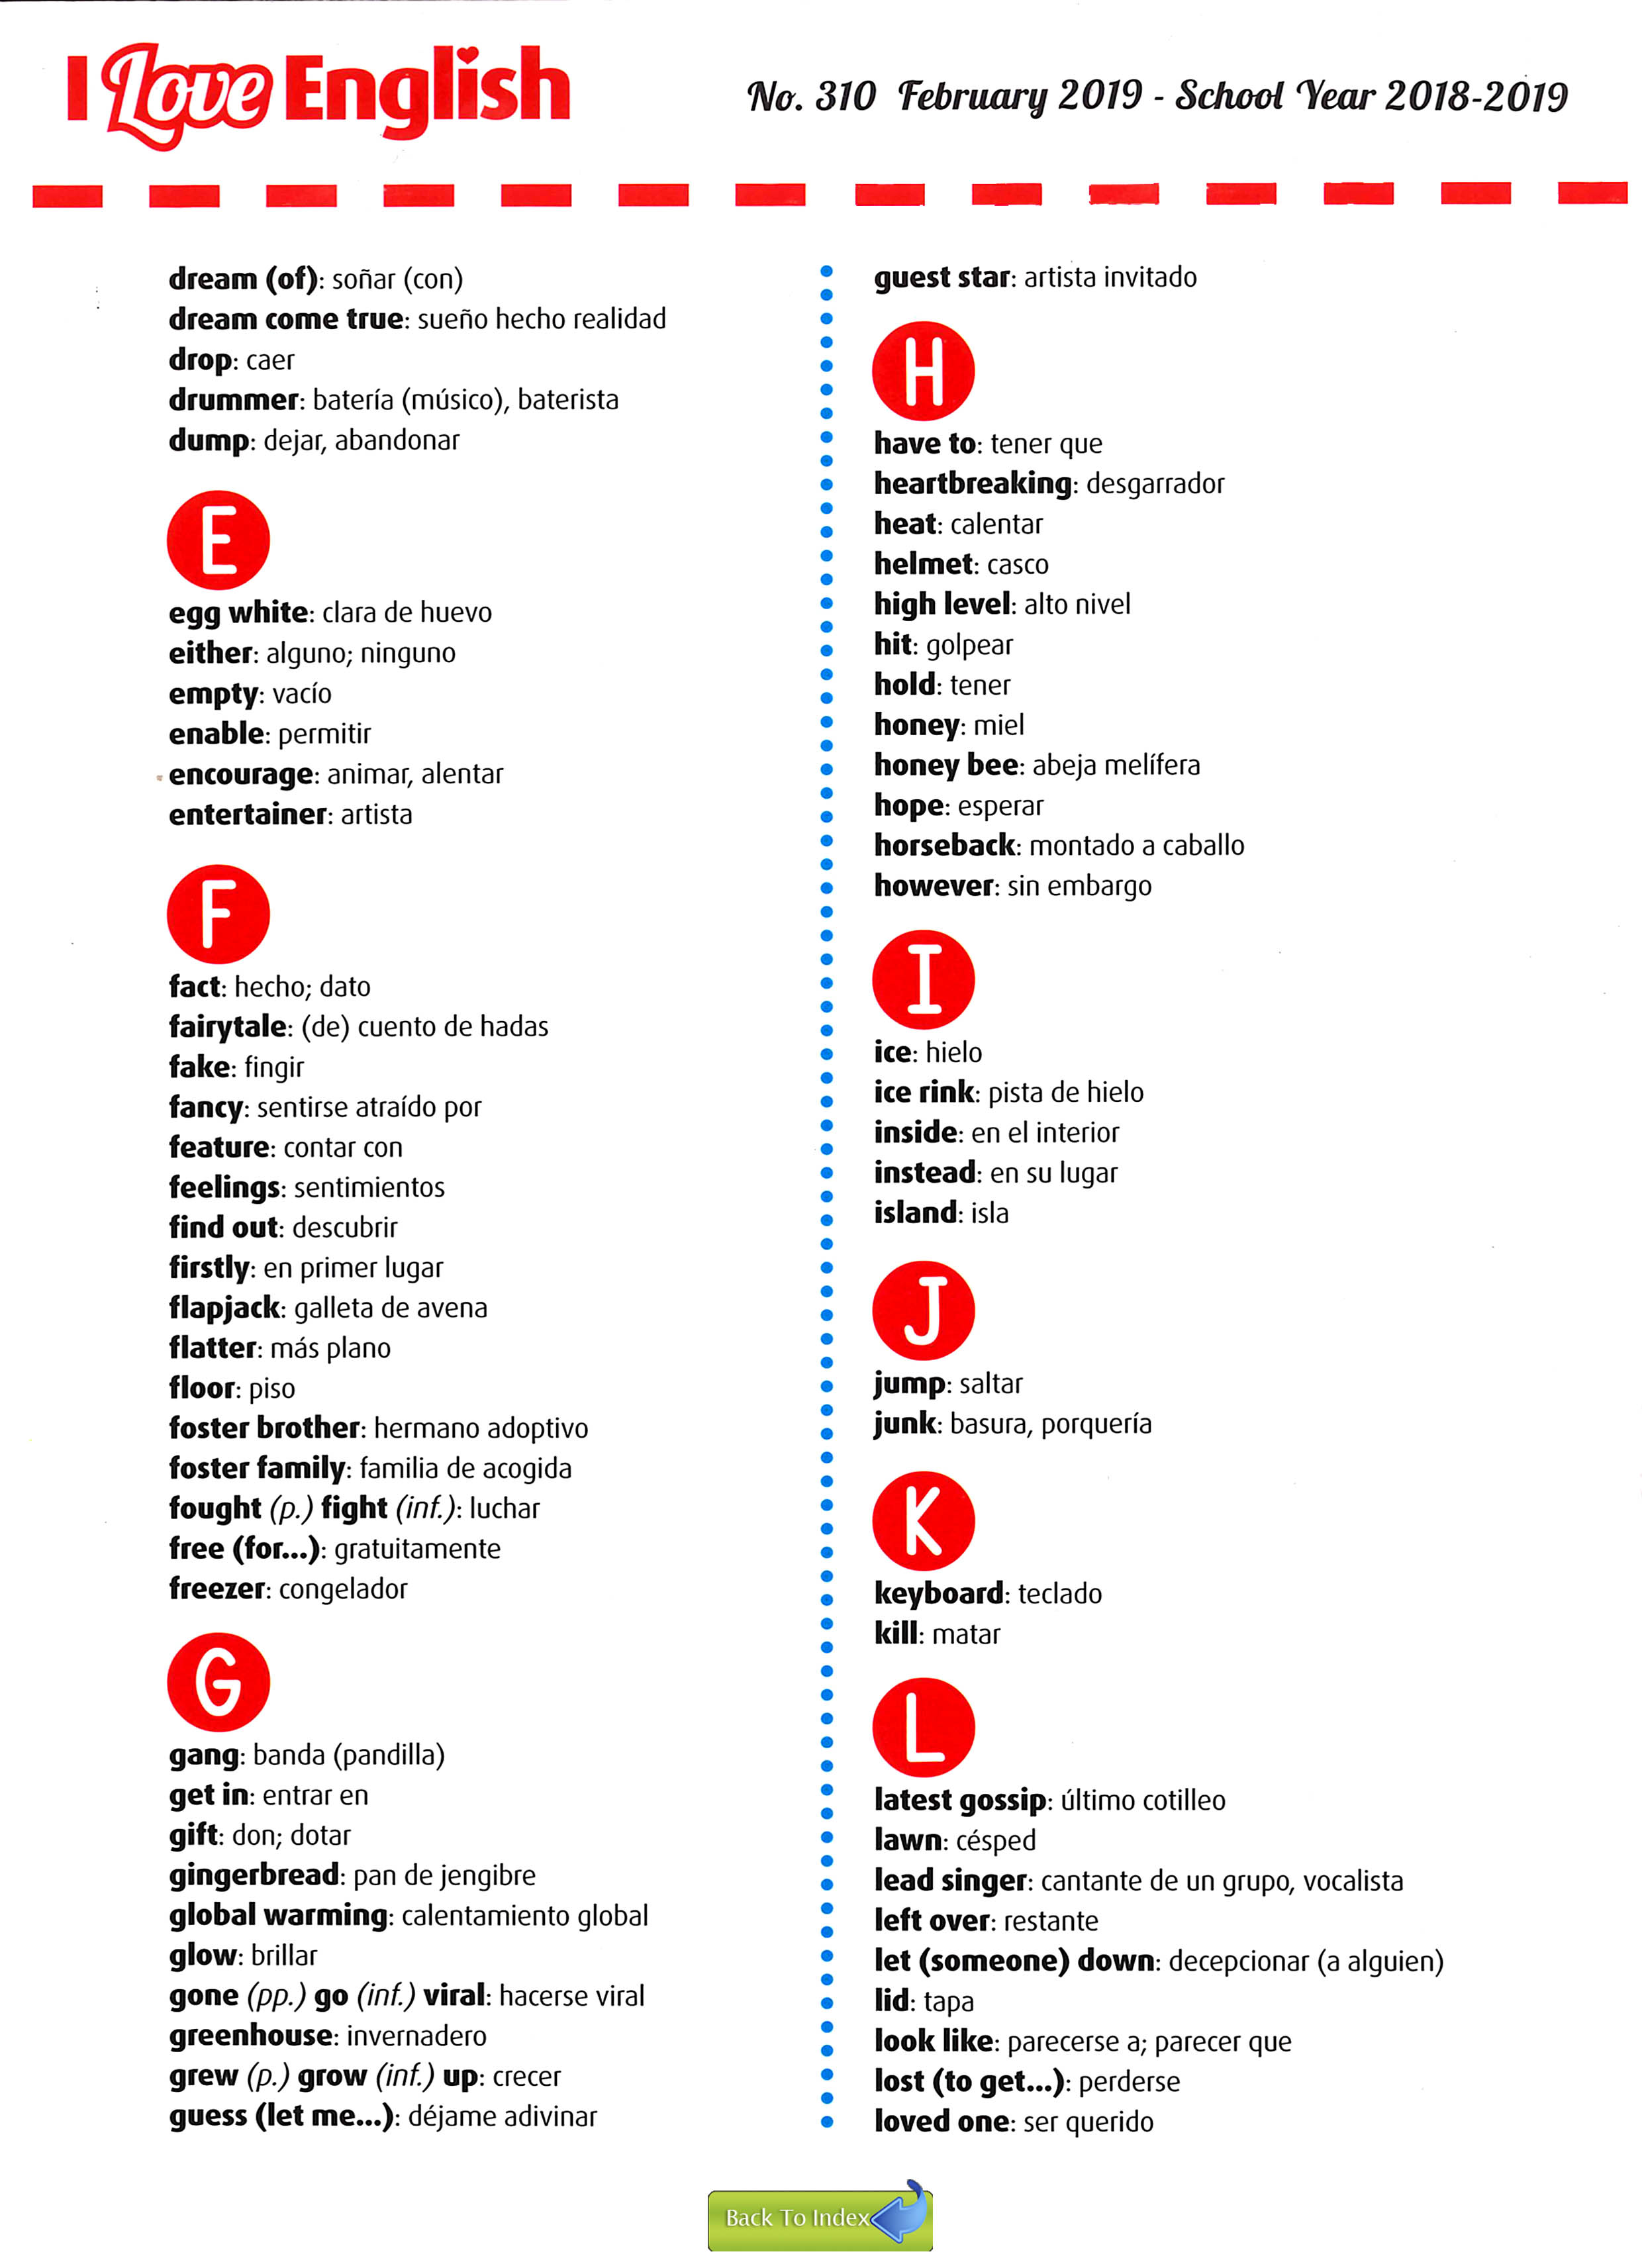 I Love English
No. 310 February 2019 - School Year 2018-2019
dream (of): soñar (con)
dream come true: sueño hecho realidad
drop: caer
drummer: batería (músico), baterista
dump: dejar, abandonar
E
egg white: clara de huevo
either: alguno; ninguno
empty: vacío
enable: permitir
encourage: animar, alentar
entertainer: artista
F
fact: hecho; dato
fairytale: (de) cuento de hadas
fake: fingir
fancy: sentirse atraído por
feature: contar con
feelings: sentimientos
find out: descubrir
firstly: en primer lugar
flapjack: galleta de avena
flatter: más plano
floor: piso
foster brother: hermano adoptivo
foster family: familia de acogida
fought (p.) fight (inf.): luchar
free (for...): gratuitamente
freezer: congelador
G
gang: banda (pandilla)
get in: entrar en
gift: don; dotar
gingerbread: pan de jengibre
global warming: calentamiento global
glow: brillar
gone (pp.) go (inf.) viral: hacerse viral
greenhouse: invernadero
grew (p.) grow (inf.) up: crecer
guess (let me...): déjame adivinar
guest star: artista invitado
H
have to: tener que
heartbreaking: desgarrador
heat: calentar
helmet: casco
high level: alto nivel
hit: golpear
hold: tener
honey: miel
honey bee: abeja melífera
hope: esperar
horseback: montado a caballo
however: sin embargo
I
ice: hielo
ice rink: pista de hielo
inside: en el interior
instead: en su lugar
island: isla
J
jump: saltar
junk: basura, porquería
K
keyboard: teclado
kill: matar
L
latest gossip: último cotilleo
lawn: césped
lead singer: cantante de un grupo, vocalista
left over: restante
let (someone) down: decepcionar (a alguien)
lid: tapa
look like: parecerse a; parecer que
lost (to get...): perderse
loved one: ser querido
Back To Index